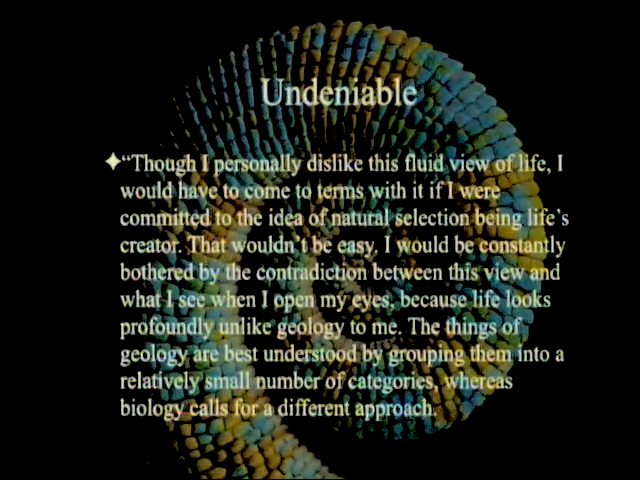 Undeniable
✦“Though I personally dislike this fluid view of life, I
would have to come to terms with it if I were
committed to the idea of natural selection being life’s
creator. That wouldn’t be easy. I would be constantly
bothered by the contradiction between this view and
what I see when I open my eyes, because life looks
profoundly unlike geology to me. The things of
geology are best understood by grouping them into a
relatively small number of categories, whereas
biology calls for a different approach.